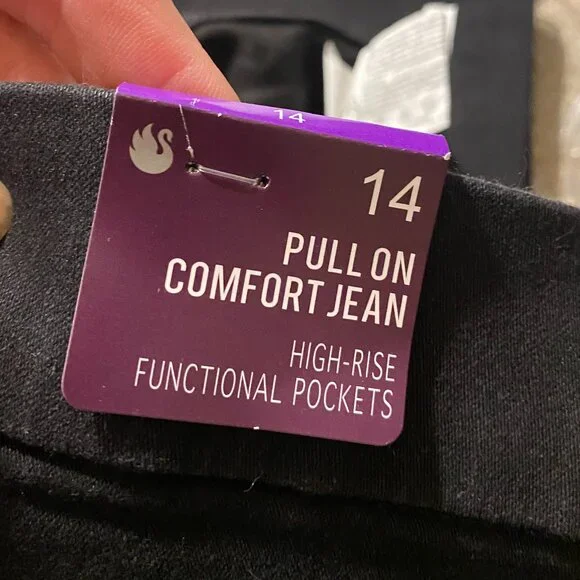 14
14
PULL ON
COMFORT JEAN
HIGH-RISE
FUNCTIONAL POCKETS